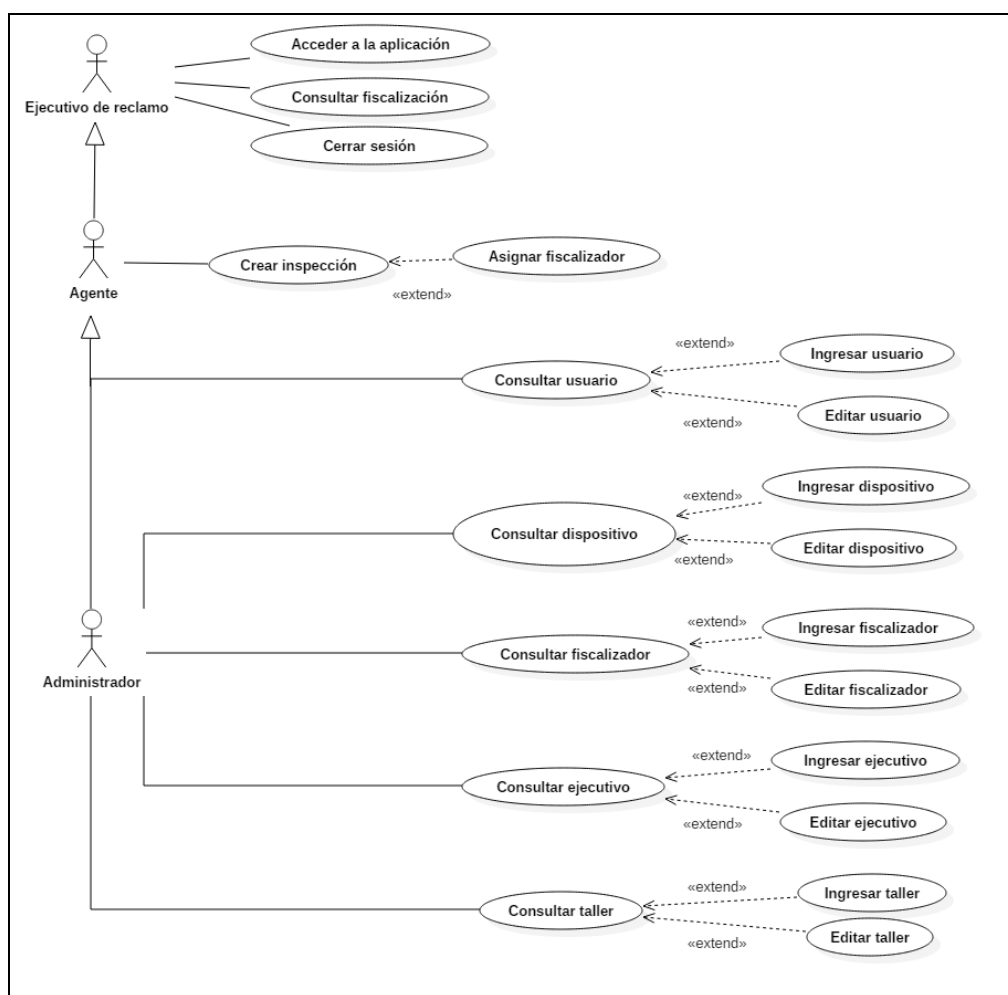 Acceder a la aplicación
Consultar fiscalización
Ejecutivo de reclamo
Cerrar sesión
Asignar fiscalizador
Crear inspección
Agente
«extend»
«extend»
Ingresar usuario
Consultar usuario
Editar usuario
«extend»
Ingresar dispositivo
«extend»
Consultar dispositivo
Editar dispositivo
«extend»
«extend»
Ingresar fiscalizador
Consultar fiscalizador
Administrador
Editar fiscalizador
«extend»
«extend»
Ingresar ejecutivo
Consultar ejecutivo
Editar ejecutivo
«extend»
«extend»
Ingresar taller
Consultar taller
Editar taller
«extend»